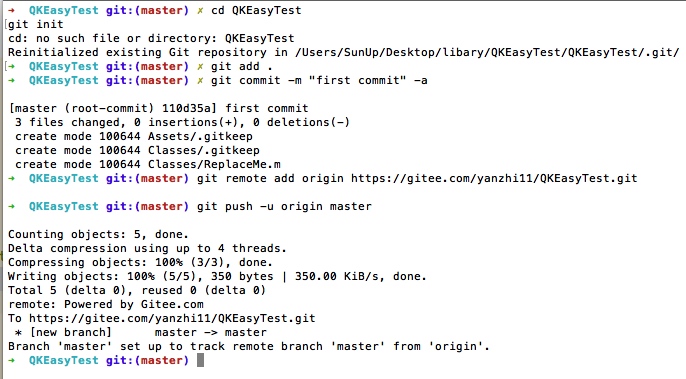 ➜ QKEasyTest git:(master) ✗ cd QKEasyTest
git init
cd: no such file or directory: QKEasyTest
Reinitialized existing Git repository in /Users/SunUp/Desktop/libary/QKEasyTest/QKEasyTest/.git/
➜ QKEasyTest git:(master) ✗ git add .
➜ QKEasyTest git:(master) ✗ git commit -m "first commit" -a
[master (root-commit) 110d35a] first commit
3 files changed, 0 insertions(+), 0 deletions(-)
create mode 100644 Assets/.gitkeep
create mode 100644 Classes/.gitkeep
create mode 100644 Classes/ReplaceMe.m
➜ QKEasyTest git:(master) git remote add origin https://gitee.com/yanzhi11/QKEasyTest.git
➜ QKEasyTest git:(master) git push -u origin master
Counting objects: 5, done.
Delta compression using up to 4 threads.
Compressing objects: 100% (3/3), done.
Writing objects: 100% (5/5), 350 bytes | 350.00 KiB/s, done.
Total 5 (delta 0), reused 0 (delta 0)
remote: Powered by Gitee.com
To https://gitee.com/yanzhi11/QKEasyTest.git
* [new branch] master -> master
Branch 'master' set up to track remote branch 'master' from 'origin'.
➜ QKEasyTest git:(master)